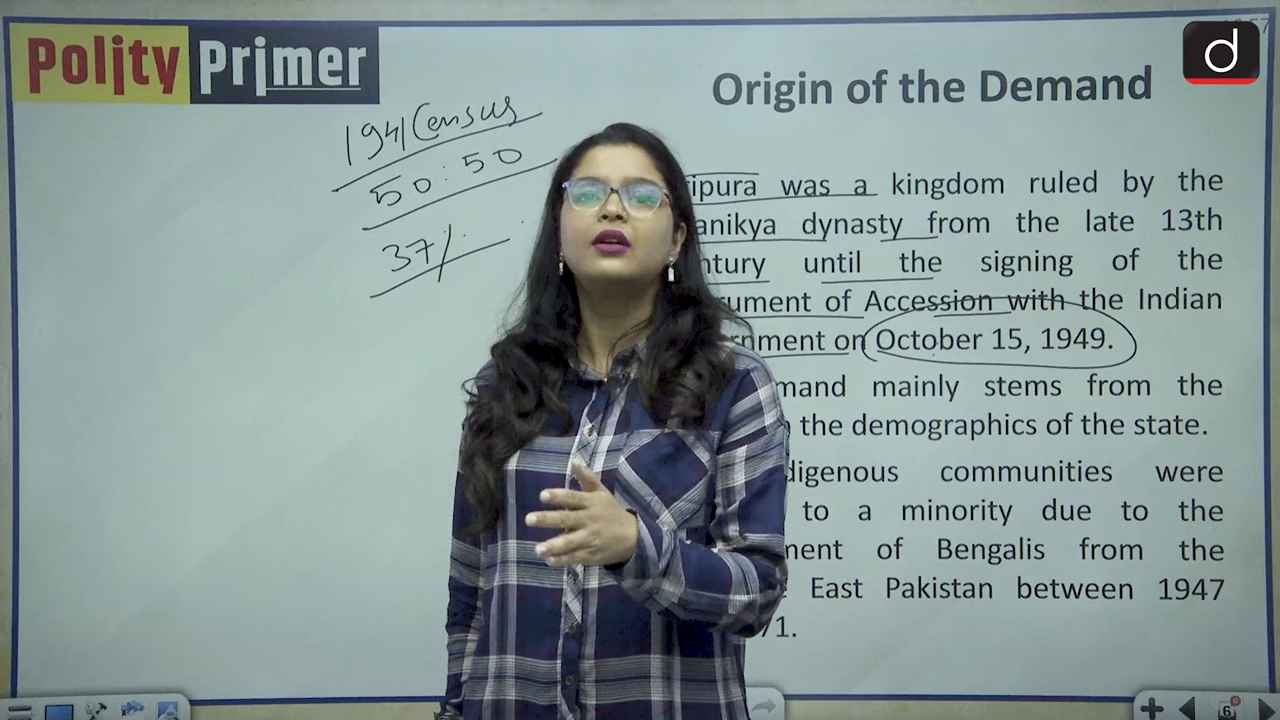 Polity Primer
d
Origin of the Demand
1941 Census
50:50
37%
ipura was a kingdom ruled by the
anikya dynasty from the late 13th
ntury until the signing of the
rument of Accession with the Indian
rnment on October 15, 1949.
mand mainly stems from the
the demographics of the state.
digenous communities were
to a minority due to the
ment of Bengalis from the
East Pakistan between 1947
71.
6